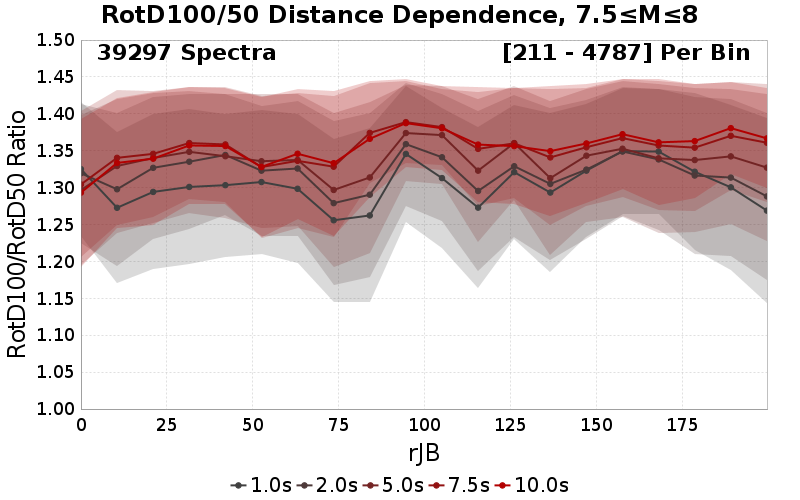 RotD100/50 Distance Dependence, 7.5≤M≤8
39297 Spectra
[211 - 4787] Per Bin
RotD100/RotD50 Ratio
1.50
1.45
1.40
1.35
1.30
1.25
1.20
1.15
1.10
1.05
1.00
0 25 50 75 100 125 150 175
rJB
1.0s 2.0s 5.0s 7.5s 10.0s